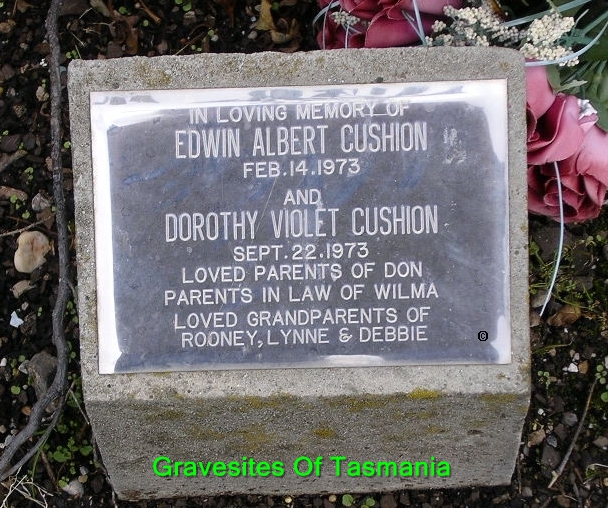 IN LOVING MEMORY OF
EDWIN ALBERT CUSHION
FEB.14.1973
AND
DOROTHY VIOLET CUSHION
SEPT.22.1973
LOVED PARENTS OF DON
PARENTS IN LAW OF WILMA
LOVED GRANDPARENTS OF
ROONEY, LYNNE & DEBBIE
©
Gravesites Of Tasmania